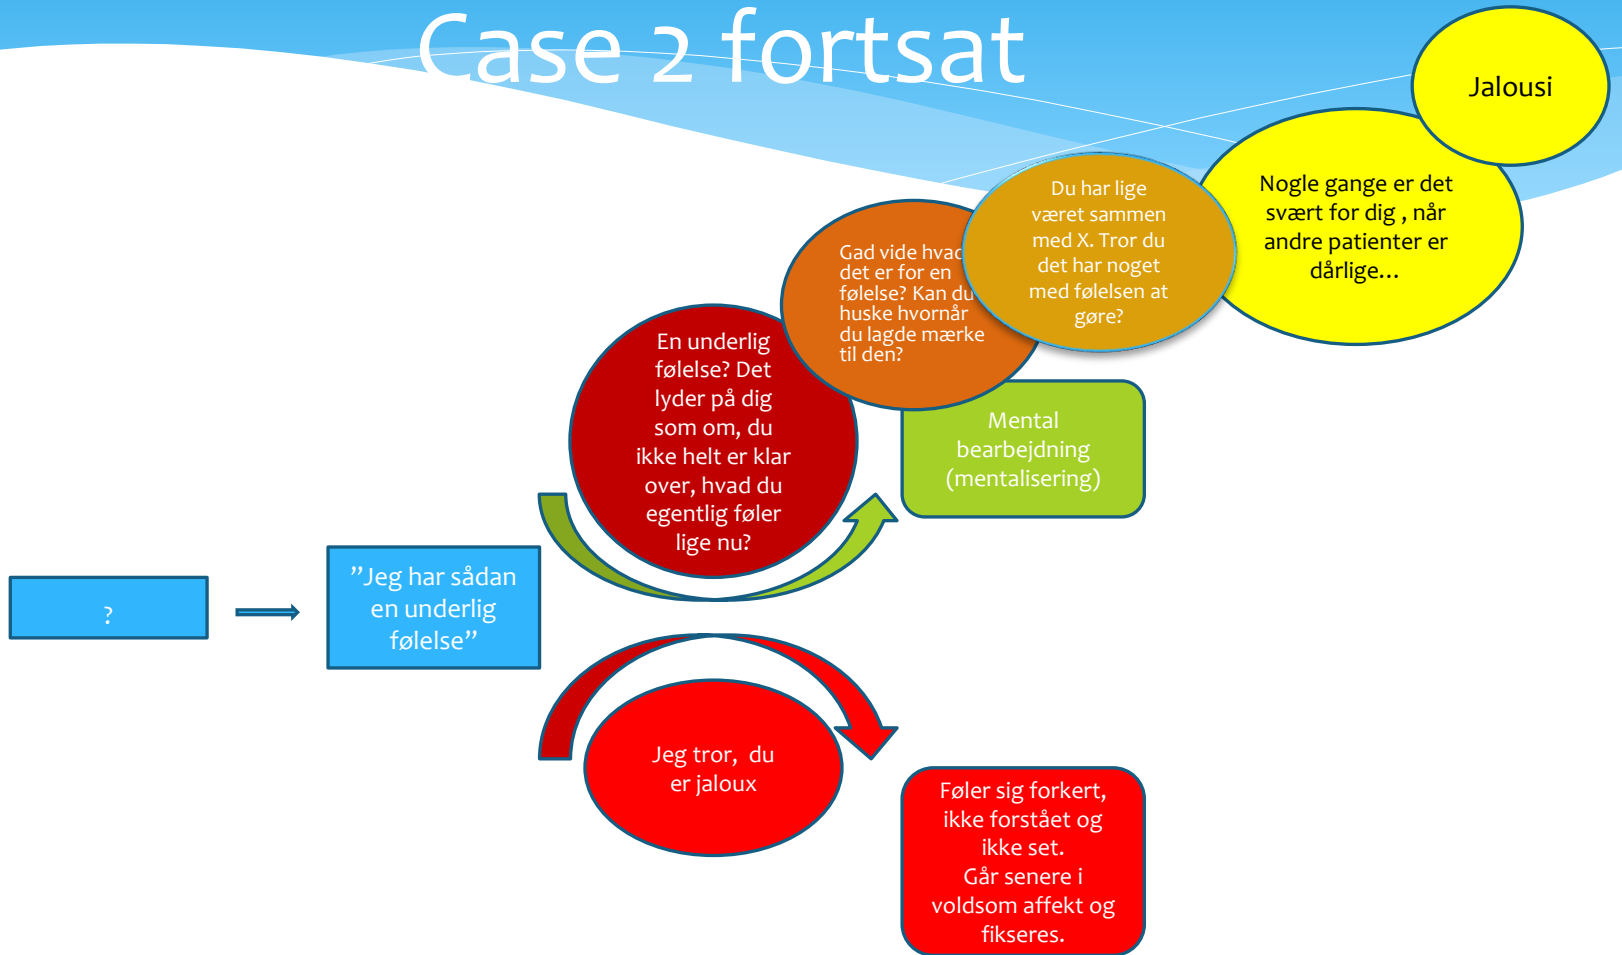 Case 2 fortsat
Jalousi
Nogle gange er det
svært for dig , når
andre patienter er
dårlige…
Du har lige
været sammen
med X. Tror du
det har noget
med følelsen at
gøre?
Gad vide hvad
det er for en
følelse? Kan du
huske hvornår
du lagde mærke
til den?
En underlig
følelse? Det
lyder på dig
som om, du
ikke helt er klar
over, hvad du
egentlig føler
lige nu?
Mental
bearbejdning
(mentalisering)
?
”Jeg har sådan
en underlig
følelse”
Jeg tror,  du
er jaloux
Føler sig forkert,
ikke forstået og
ikke set.
Går senere i
voldsom affekt og
fikseres.